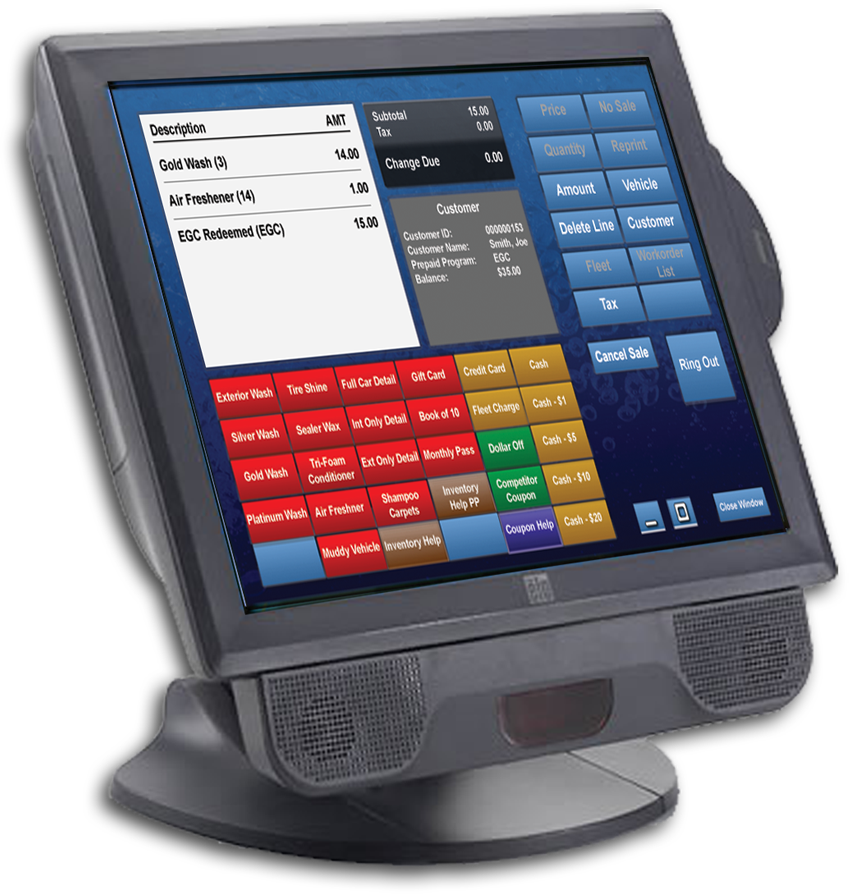 Description AMT
Gold Wash (3) 14.00
Air Freshener (14) 1.00
EGC Redeemed (EGC) 15.00
Subtotal 15.00
Tax 0.00
Change Due 0.00
Customer
Customer ID: 000000153
Customer Name: Smith, Joe
Prepaid Program: EGC
Balance: $35.00
Price No Sale
Quantity Reprint
Amount Vehicle
Delete Line Customer
Fleet Workorder
List
Tax
Cancel Sale Ring Out
Exterior Wash Tire Shine Full Car Detail Gift Card Credit Card Cash
Silver Wash Sealer Wax Int Only Detail Book of 10 Fleet Charge Cash - $1
Gold Wash Tri-Foam
Conditioner Ext Only Detail Monthly Pass Dollar Off Cash - $5
Platinum Wash Air Freshner Shampoo
Carpets Inventory
Help PP Competitor
Coupon Cash - $10
Muddy Vehicle Inventory Help Coupon Help Cash - $20
Close Window
elo